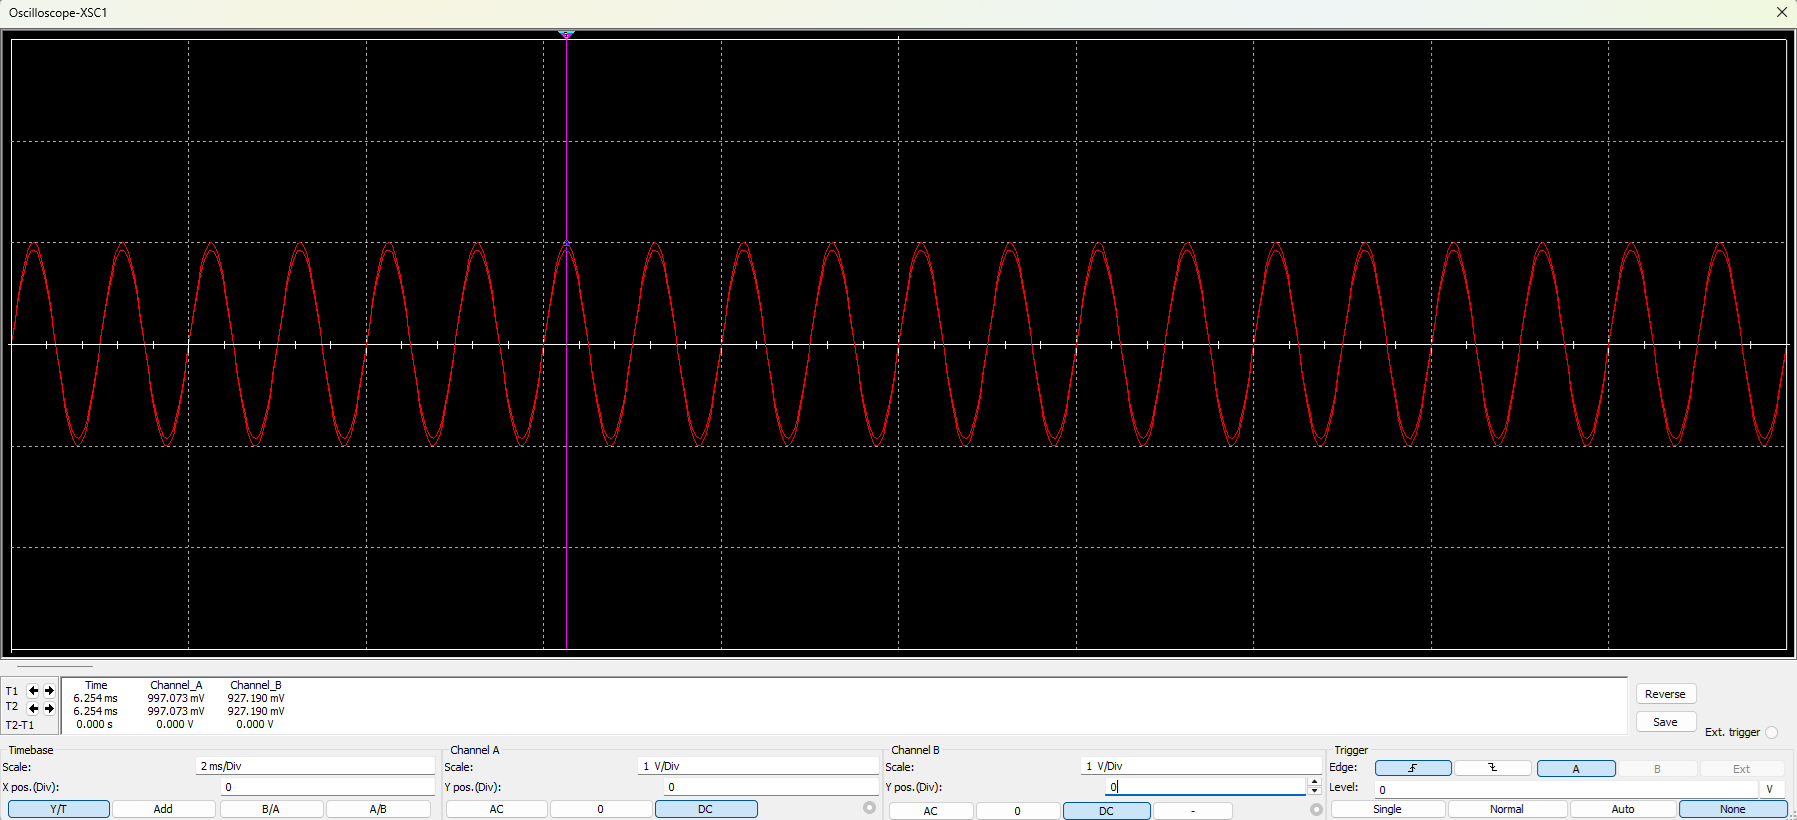 Oscilloscope-XSC1
Time Channel_A Channel_B
T1 6.254 ms 997.073 mV 927.190 mV
T2 6.254 ms 997.073 mV 927.190 mV
T2-T1 0.000 s 0.000 V 0.000 V
Reverse
Save
Ext. trigger
Timebase
Scale: 2 ms/Div
X pos.(Div): 0
Y/T Add B/A A/B
Channel A
Scale: 1 V/Div
Y pos.(Div): 0
AC 0 DC
Channel B
Scale: 1 V/Div
Y pos.(Div): 0
AC 0 DC -
Trigger
Edge: A B Ext
Level: 0 V
Single Normal Auto None